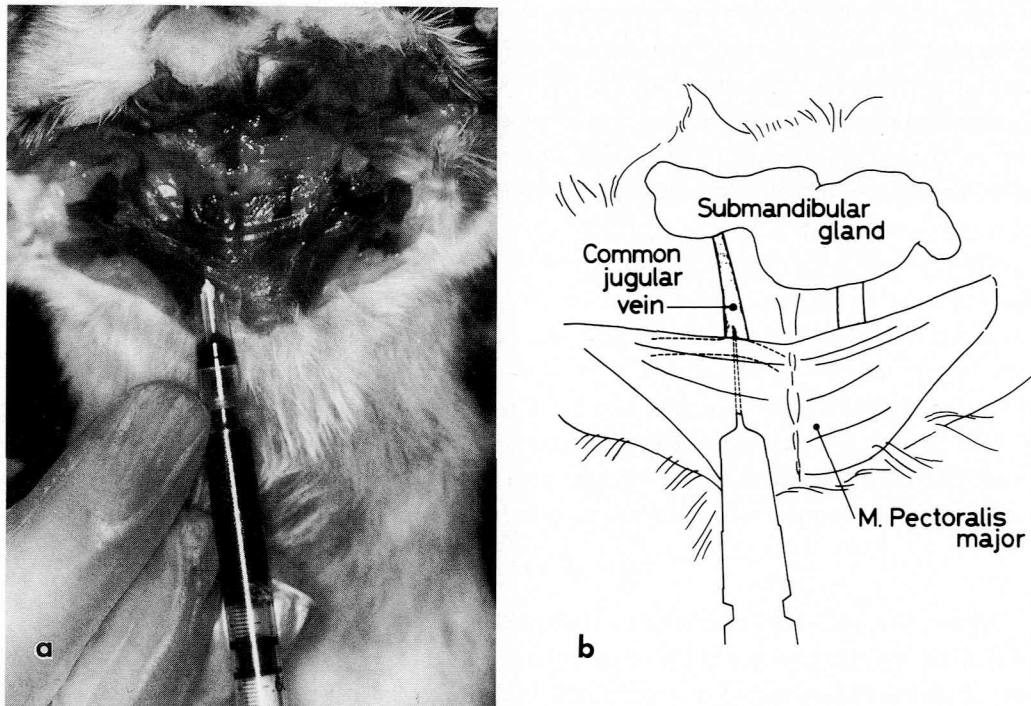 a
Submandibular
gland
Common
jugular
vein
M. Pectoralis
major
b